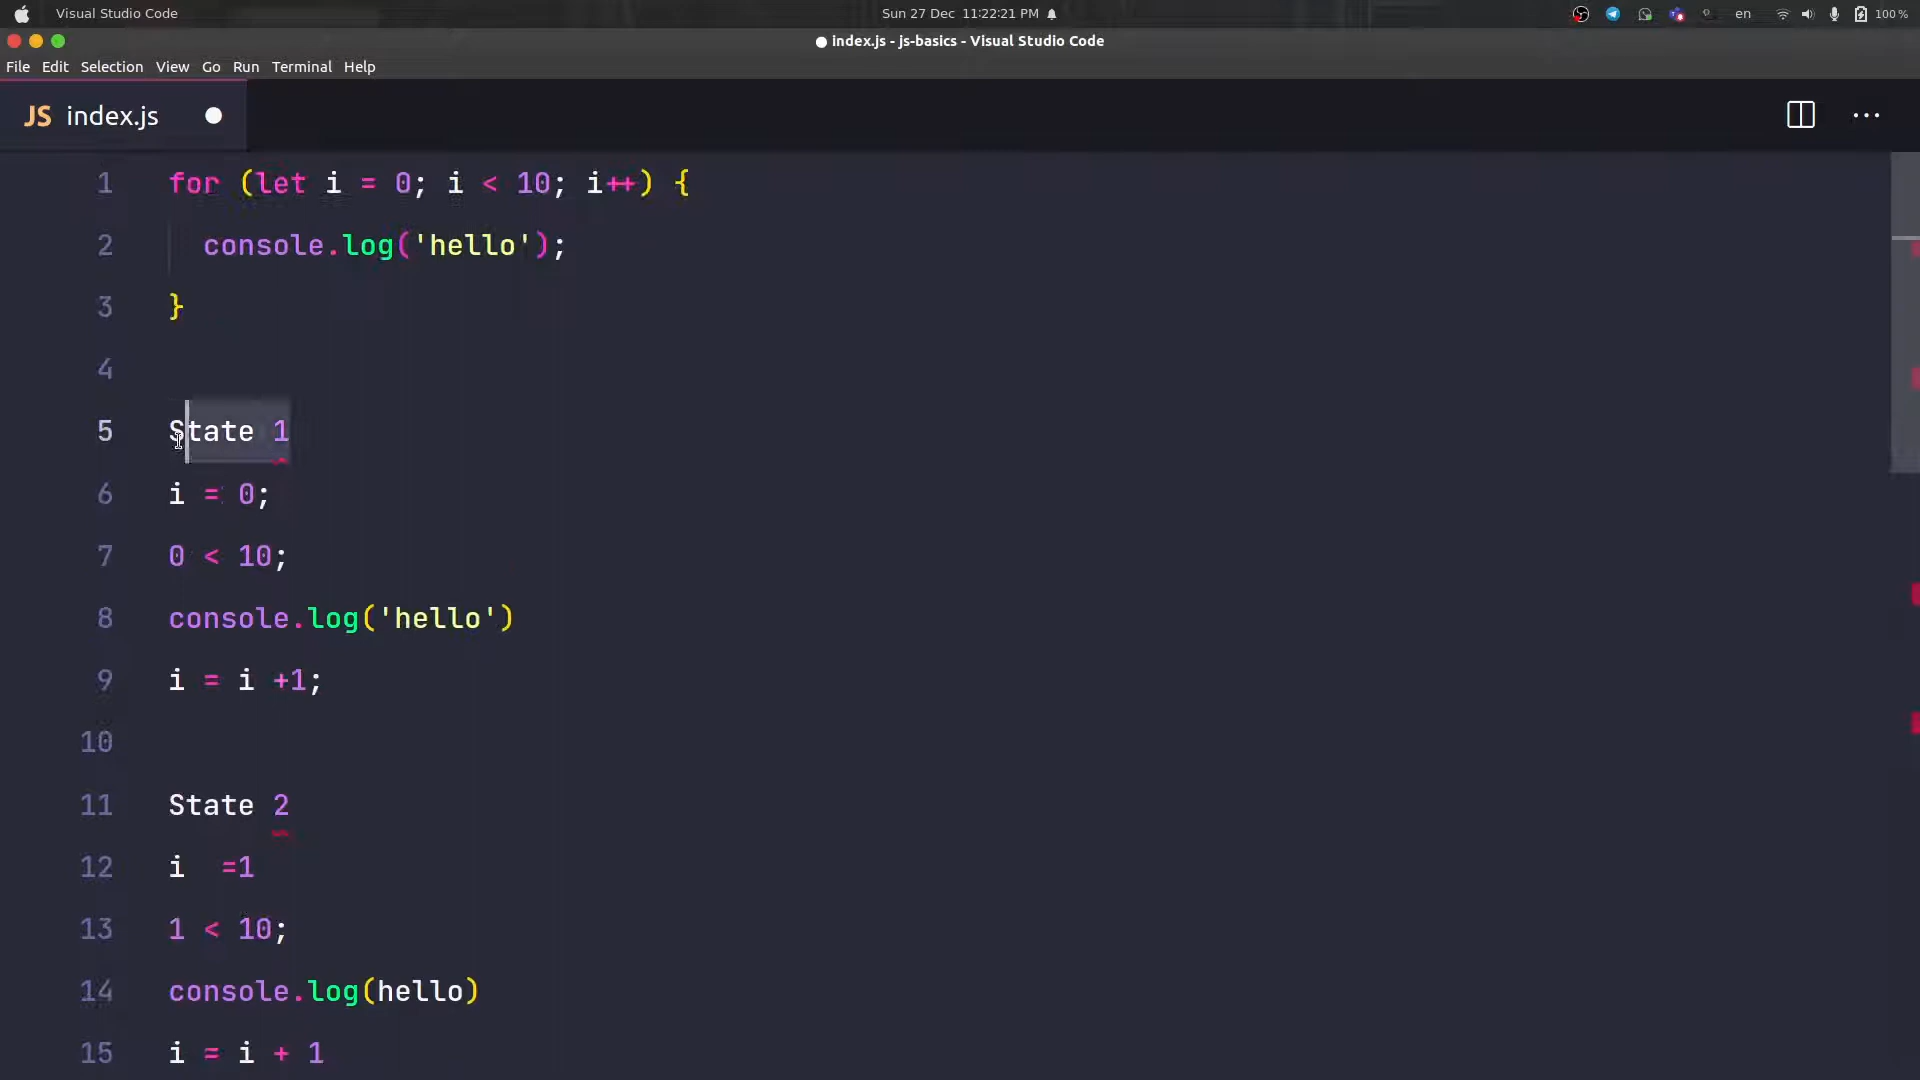 Visual Studio Code
Sun 27 Dec 11:22:21 PM
en
100 %
index.js - js-basics - Visual Studio Code
File Edit Selection View Go Run Terminal Help
JS index.js
1 for (let i = 0; i < 10; i++) {
2 console.log('hello');
3 }
4
5 State 1
6 i = 0;
7 0 < 10;
8 console.log('hello')
9 i = i +1;
10
11 State 2
12 i  =1
13 1 < 10;
14 console.log(hello)
15 i = i + 1